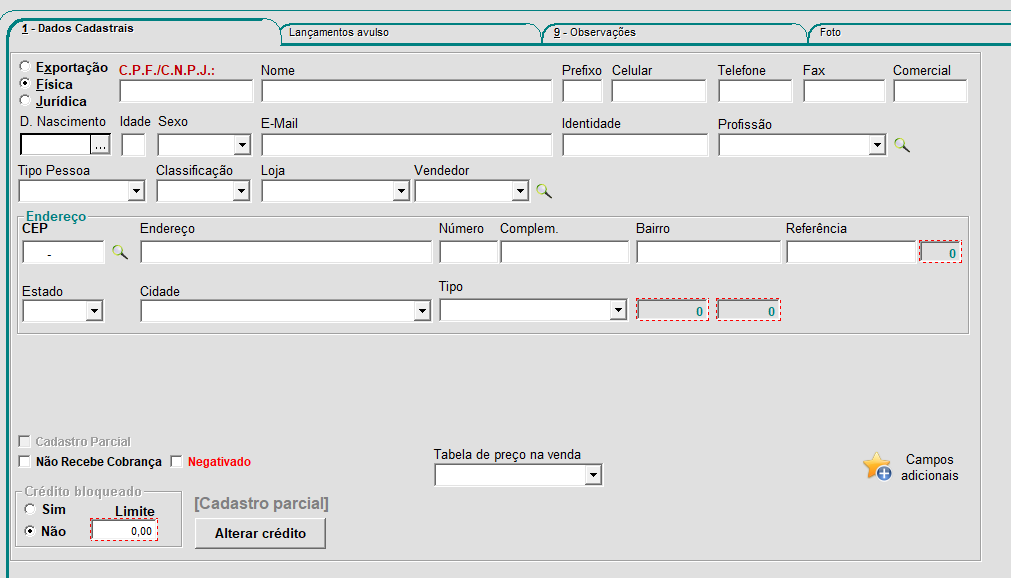 1 - Dados Cadastrais Lançamentos avulso 9 - Observações Foto
Exportação
Física
Jurídica
C.P.F./C.N.P.J.: Nome Prefixo Celular Telefone Fax Comercial
D. Nascimento Idade Sexo E-Mail Identidade Profissão
...
Tipo Pessoa Classificação Loja Vendedor
Endereço
CEP Endereço Número Complem. Bairro Referência
- 0
Estado Cidade Tipo
0 0
Cadastro Parcial
Não Recebe Cobrança Negativado
Tabela de preço na venda
Campos
adicionais
Crédito bloqueado
Sim
Não
Limite
0,00
[Cadastro parcial]
Alterar crédito